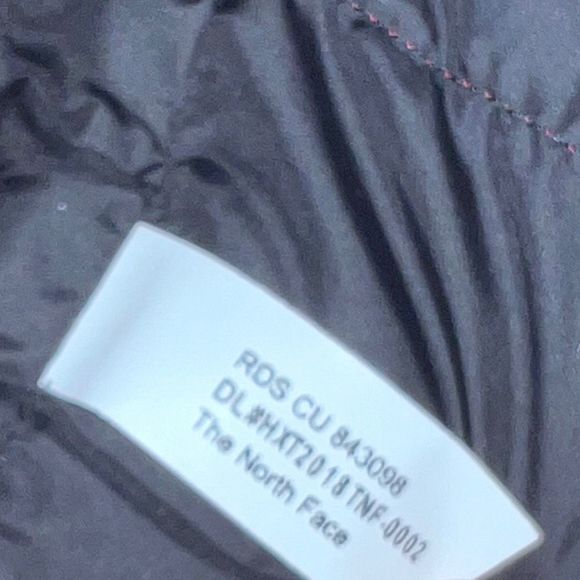 RDS CU 843098
DL#HXT2018TNF-0002
The North Face